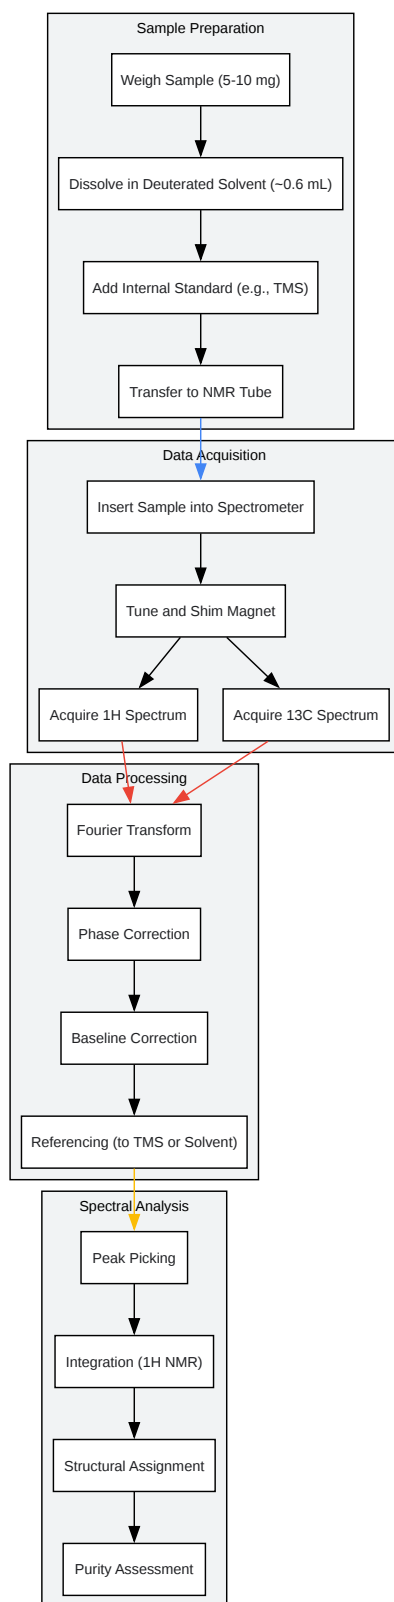 Sample Preparation
Weigh Sample (5-10 mg)
Dissolve in Deuterated Solvent (~0.6 mL)
Add Internal Standard (e.g., TMS)
Transfer to NMR Tube
Data Acquisition
Insert Sample into Spectrometer
Tune and Shim Magnet
Acquire 1H Spectrum
Acquire 13C Spectrum
Data Processing
Fourier Transform
Phase Correction
Baseline Correction
Referencing (to TMS or Solvent)
Spectral Analysis
Peak Picking
Integration (1H NMR)
Structural Assignment
Purity Assessment